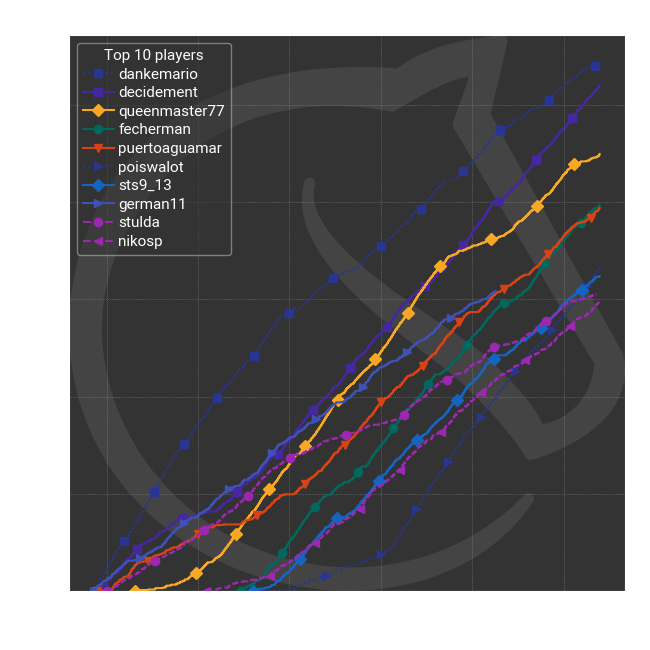 Top 10 players
dankemario
decidement
queenmaster77
fecherman
puertoaguamar
poiswalot
sts9_13
german11
stulda
nikosp